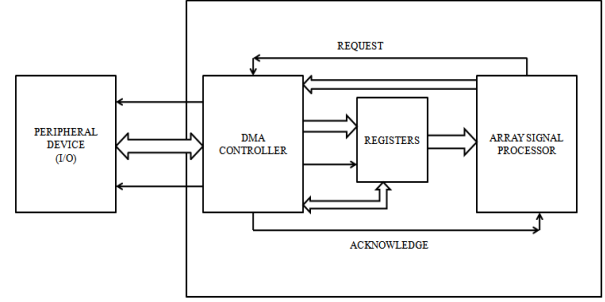 REQUEST
PERIPHERAL
DEVICE
(I/O)
DMA
CONTROLLER
REGISTERS
ARRAY SIGNAL
PROCESSOR
ACKNOWLEDGE